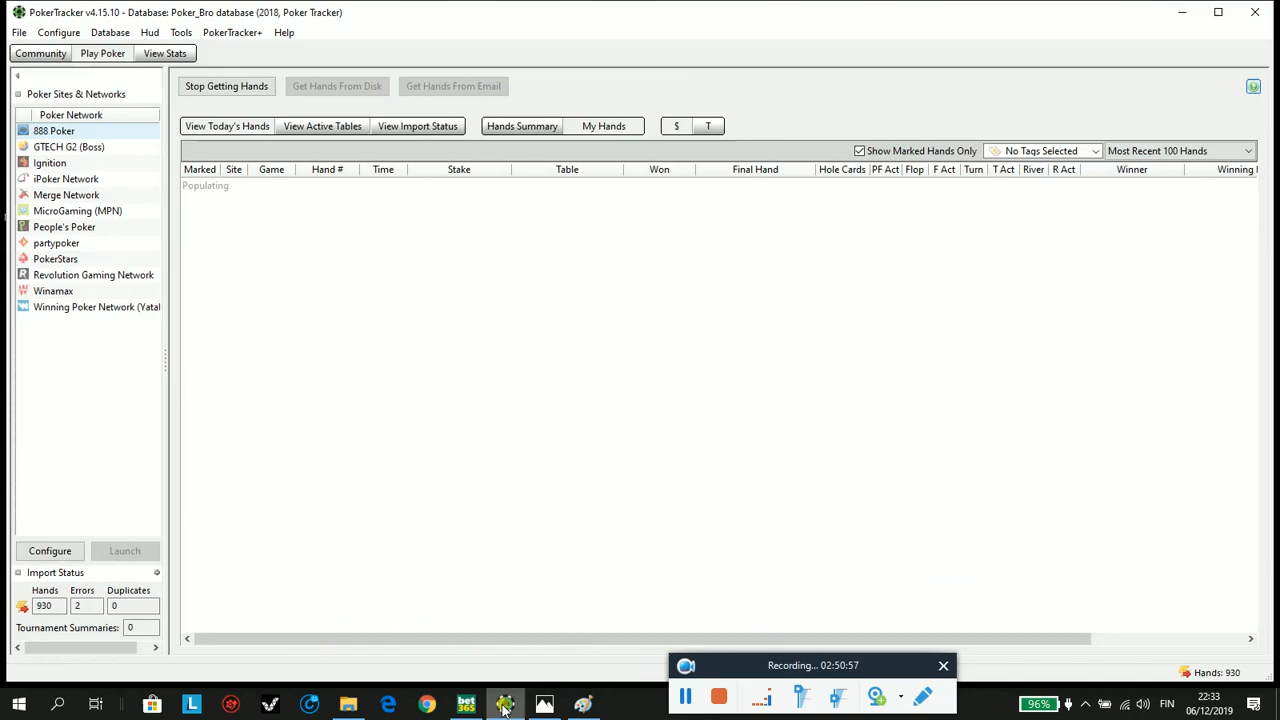 PokerTracker v4.15.10 - Database: Poker_Bro database (2018, Poker Tracker)
File Configure Database Hud Tools PokerTracker+ Help
Community Play Poker View Stats
Stop Getting Hands Get Hands From Disk Get Hands From Email
Poker Sites & Networks
Poker Network
888 Poker
GTECH G2 (Boss)
Ignition
iPoker Network
Merge Network
MicroGaming (MPN)
People's Poker
partypoker
PokerStars
Revolution Gaming Network
Winamax
Winning Poker Network (Yatal
View Today's Hands View Active Tables View Import Status Hands Summary My Hands $ T
Show Marked Hands Only No Tags Selected Most Recent 100 Hands
Marked Site Game Hand # Time Stake Table Won Final Hand Hole Cards PF Act Flop F Act Turn T Act River R Act Winner Winning
Populating
Configure Launch
Import Status
Hands Errors Duplicates
930 2 0
Tournament Summaries: 0
Hands: 930
Recording... 02:50:57
bet365
96% FIN
22:33
06/12/2019